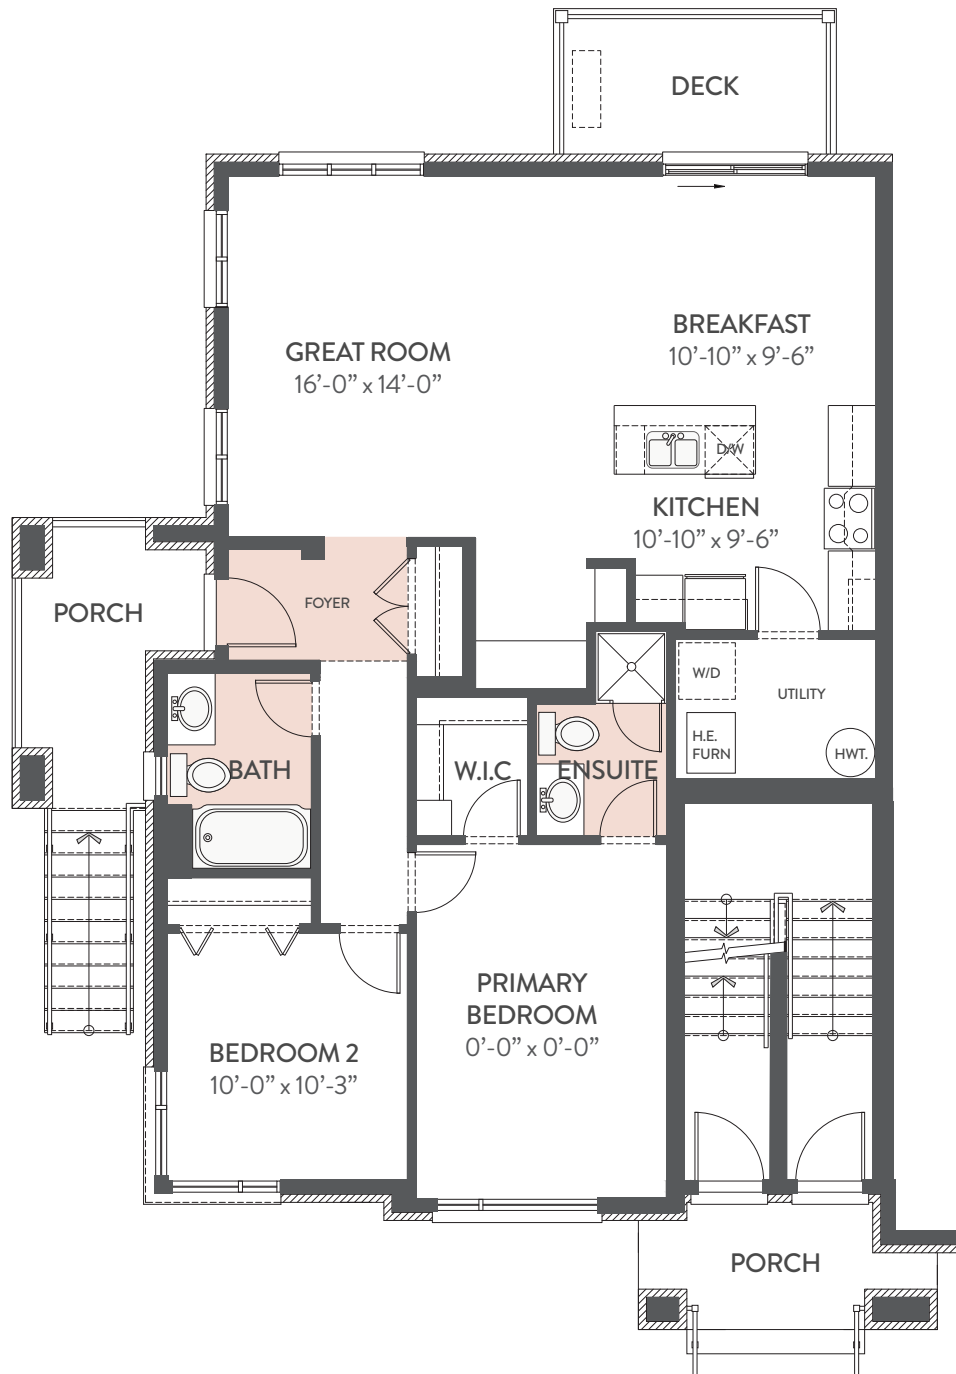 DECK
BREAKFAST
10’-10” x 9’-6”
GREAT ROOM
16’-0” x 14’-0”
D/W
KITCHEN
10’-10” x 9’-6”
PORCH
FOYER
W/D
UTILITY
H.E.
FURN
HWT.
BATH
W.I.C
ENSUITE
PRIMARY
BEDROOM
0’-0” x 0’-0”
BEDROOM 2
10’-0” x 10’-3”
PORCH